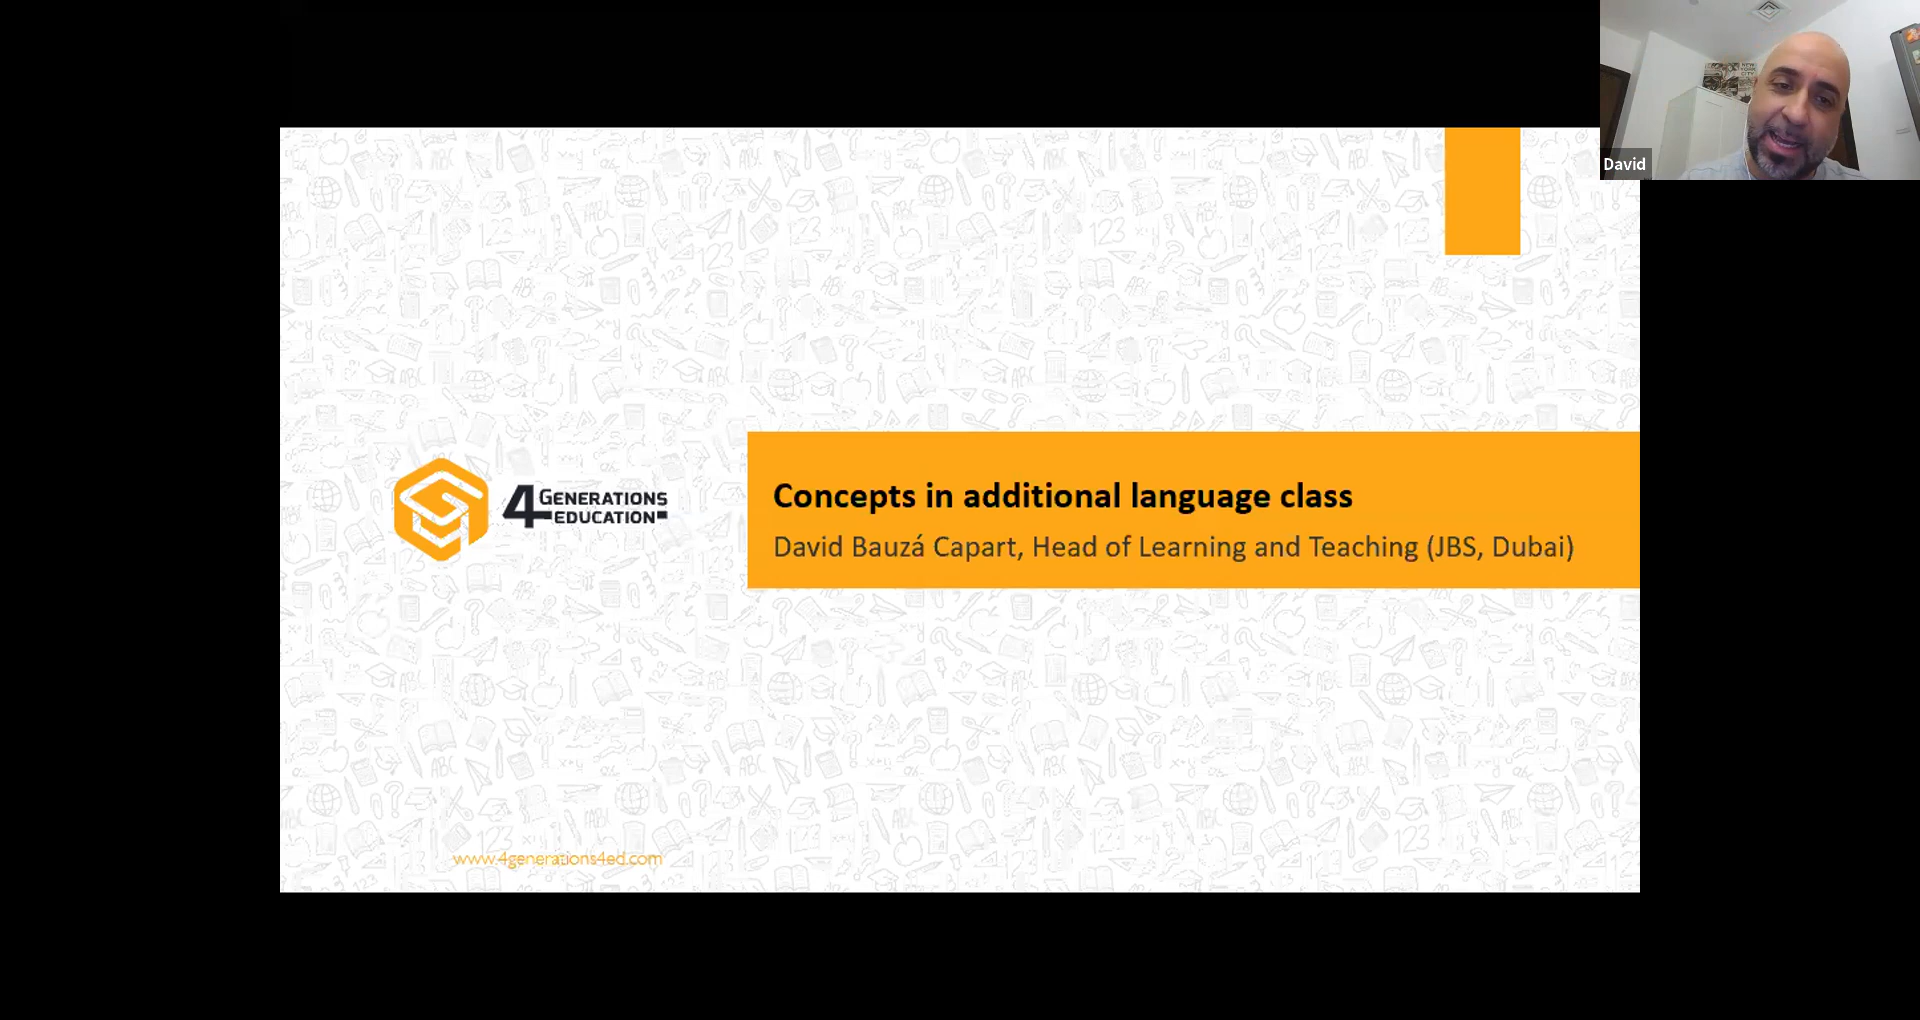 David
4 GENERATIONS
EDUCATION
Concepts in additional language class
David Bauzá Capart, Head of Learning and Teaching (JBS, Dubai)
www.4generations4ed.com